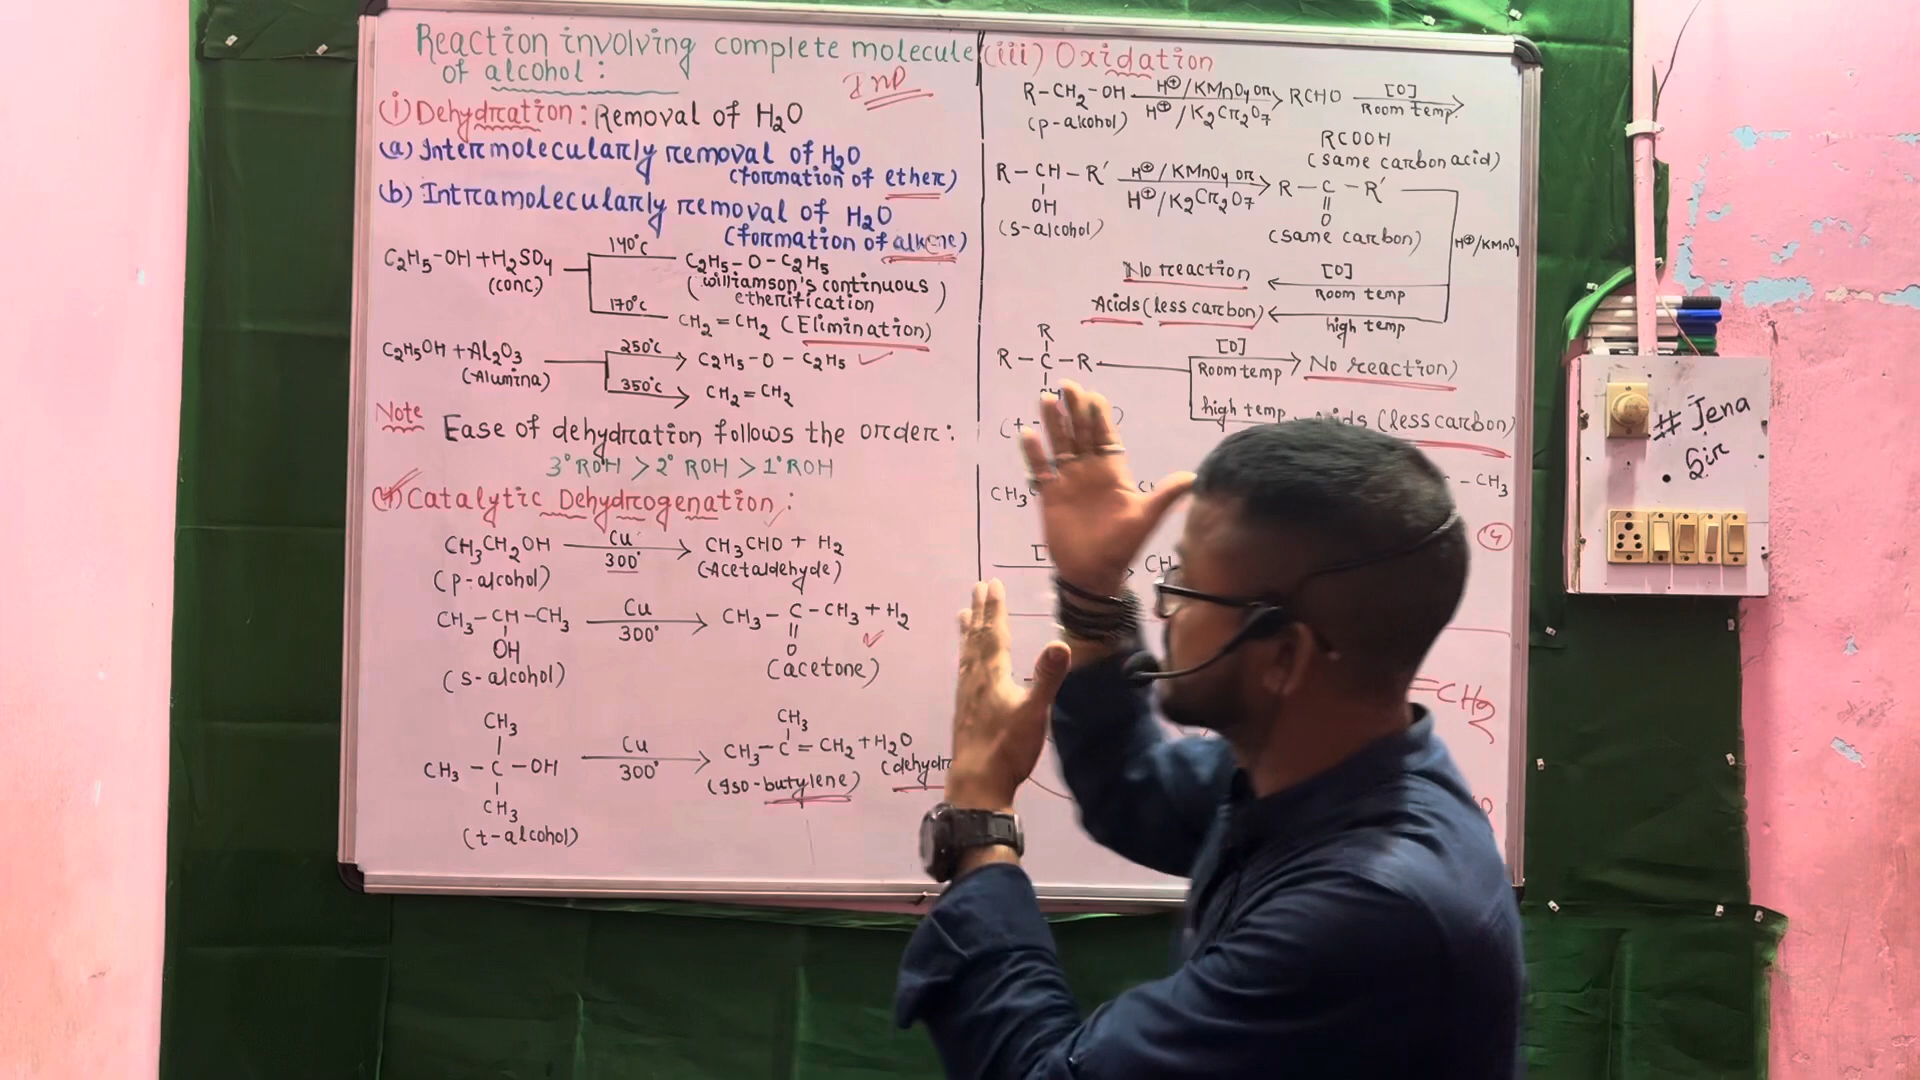 Reaction involving complete molecule
of alcohol:
IMP
(i) Dehydration: Removal of H₂O
(a) Intermolecularly removal of H₂O
(formation of ether)
(b) Intramolecularly removal of H₂O
(formation of alkene)
C₂H₅-OH + H₂SO₄
(conc.)
140°c
C₂H₅-O-C₂H₅
(williamson's continuous
etherification)
170°c
CH₂=CH₂ (Elimination)
C₂H₅OH + Al₂O₃
(Alumina)
250°c
C₂H₅-O-C₂H₅
350°c
CH₂=CH₂
Note
Ease of dehydration follows the order:
3° ROH > 2° ROH > 1° ROH
Catalytic Dehydrogenation:
CH₃CH₂OH
Cu
300°
CH₃CHO + H₂
(p-alcohol)
(Acetaldehyde)
CH₃-CH-CH₃
OH
(s-alcohol)
Cu
300°
CH₃-C-CH₃ + H₂
O
(acetone)
CH₃
CH₃-C-OH
CH₃
(t-alcohol)
Cu
300°
CH₃
CH₃-C=CH₂ + H₂O
(Iso-butylene)
(iii) Oxidation
R-CH₂-OH
(p-alcohol)
H⊕/KMnO₄ or
H⊕/K₂Cr₂O₇
RCHO
[O]
Room temp.
RCOOH
(same carbon acid)
R-CH-R'
OH
(s-alcohol)
H⊕/KMnO₄ or
H⊕/K₂Cr₂O₇
R-C-R'
O
(same carbon)
H⊕/KMnO₄
[O]
Room temp
No reaction
high temp
Acids (less carbon)
R
R-C-R
[O]
Room temp
No reaction)
high temp
(less carbon)
CH₃
-CH₃
4
=CH₂
# Jena
Sir